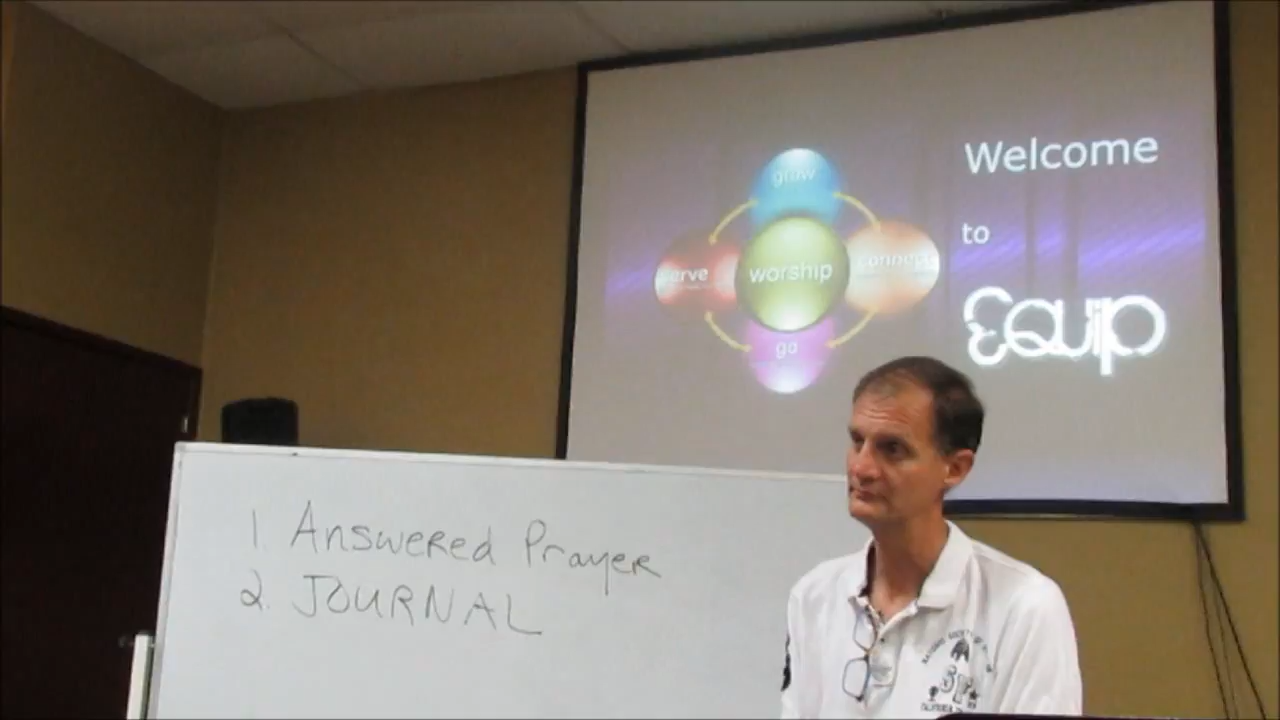 Welcome
to
Equip
grow
serve
worship
connect
go
1 Answered Prayer
2. JOURNAL